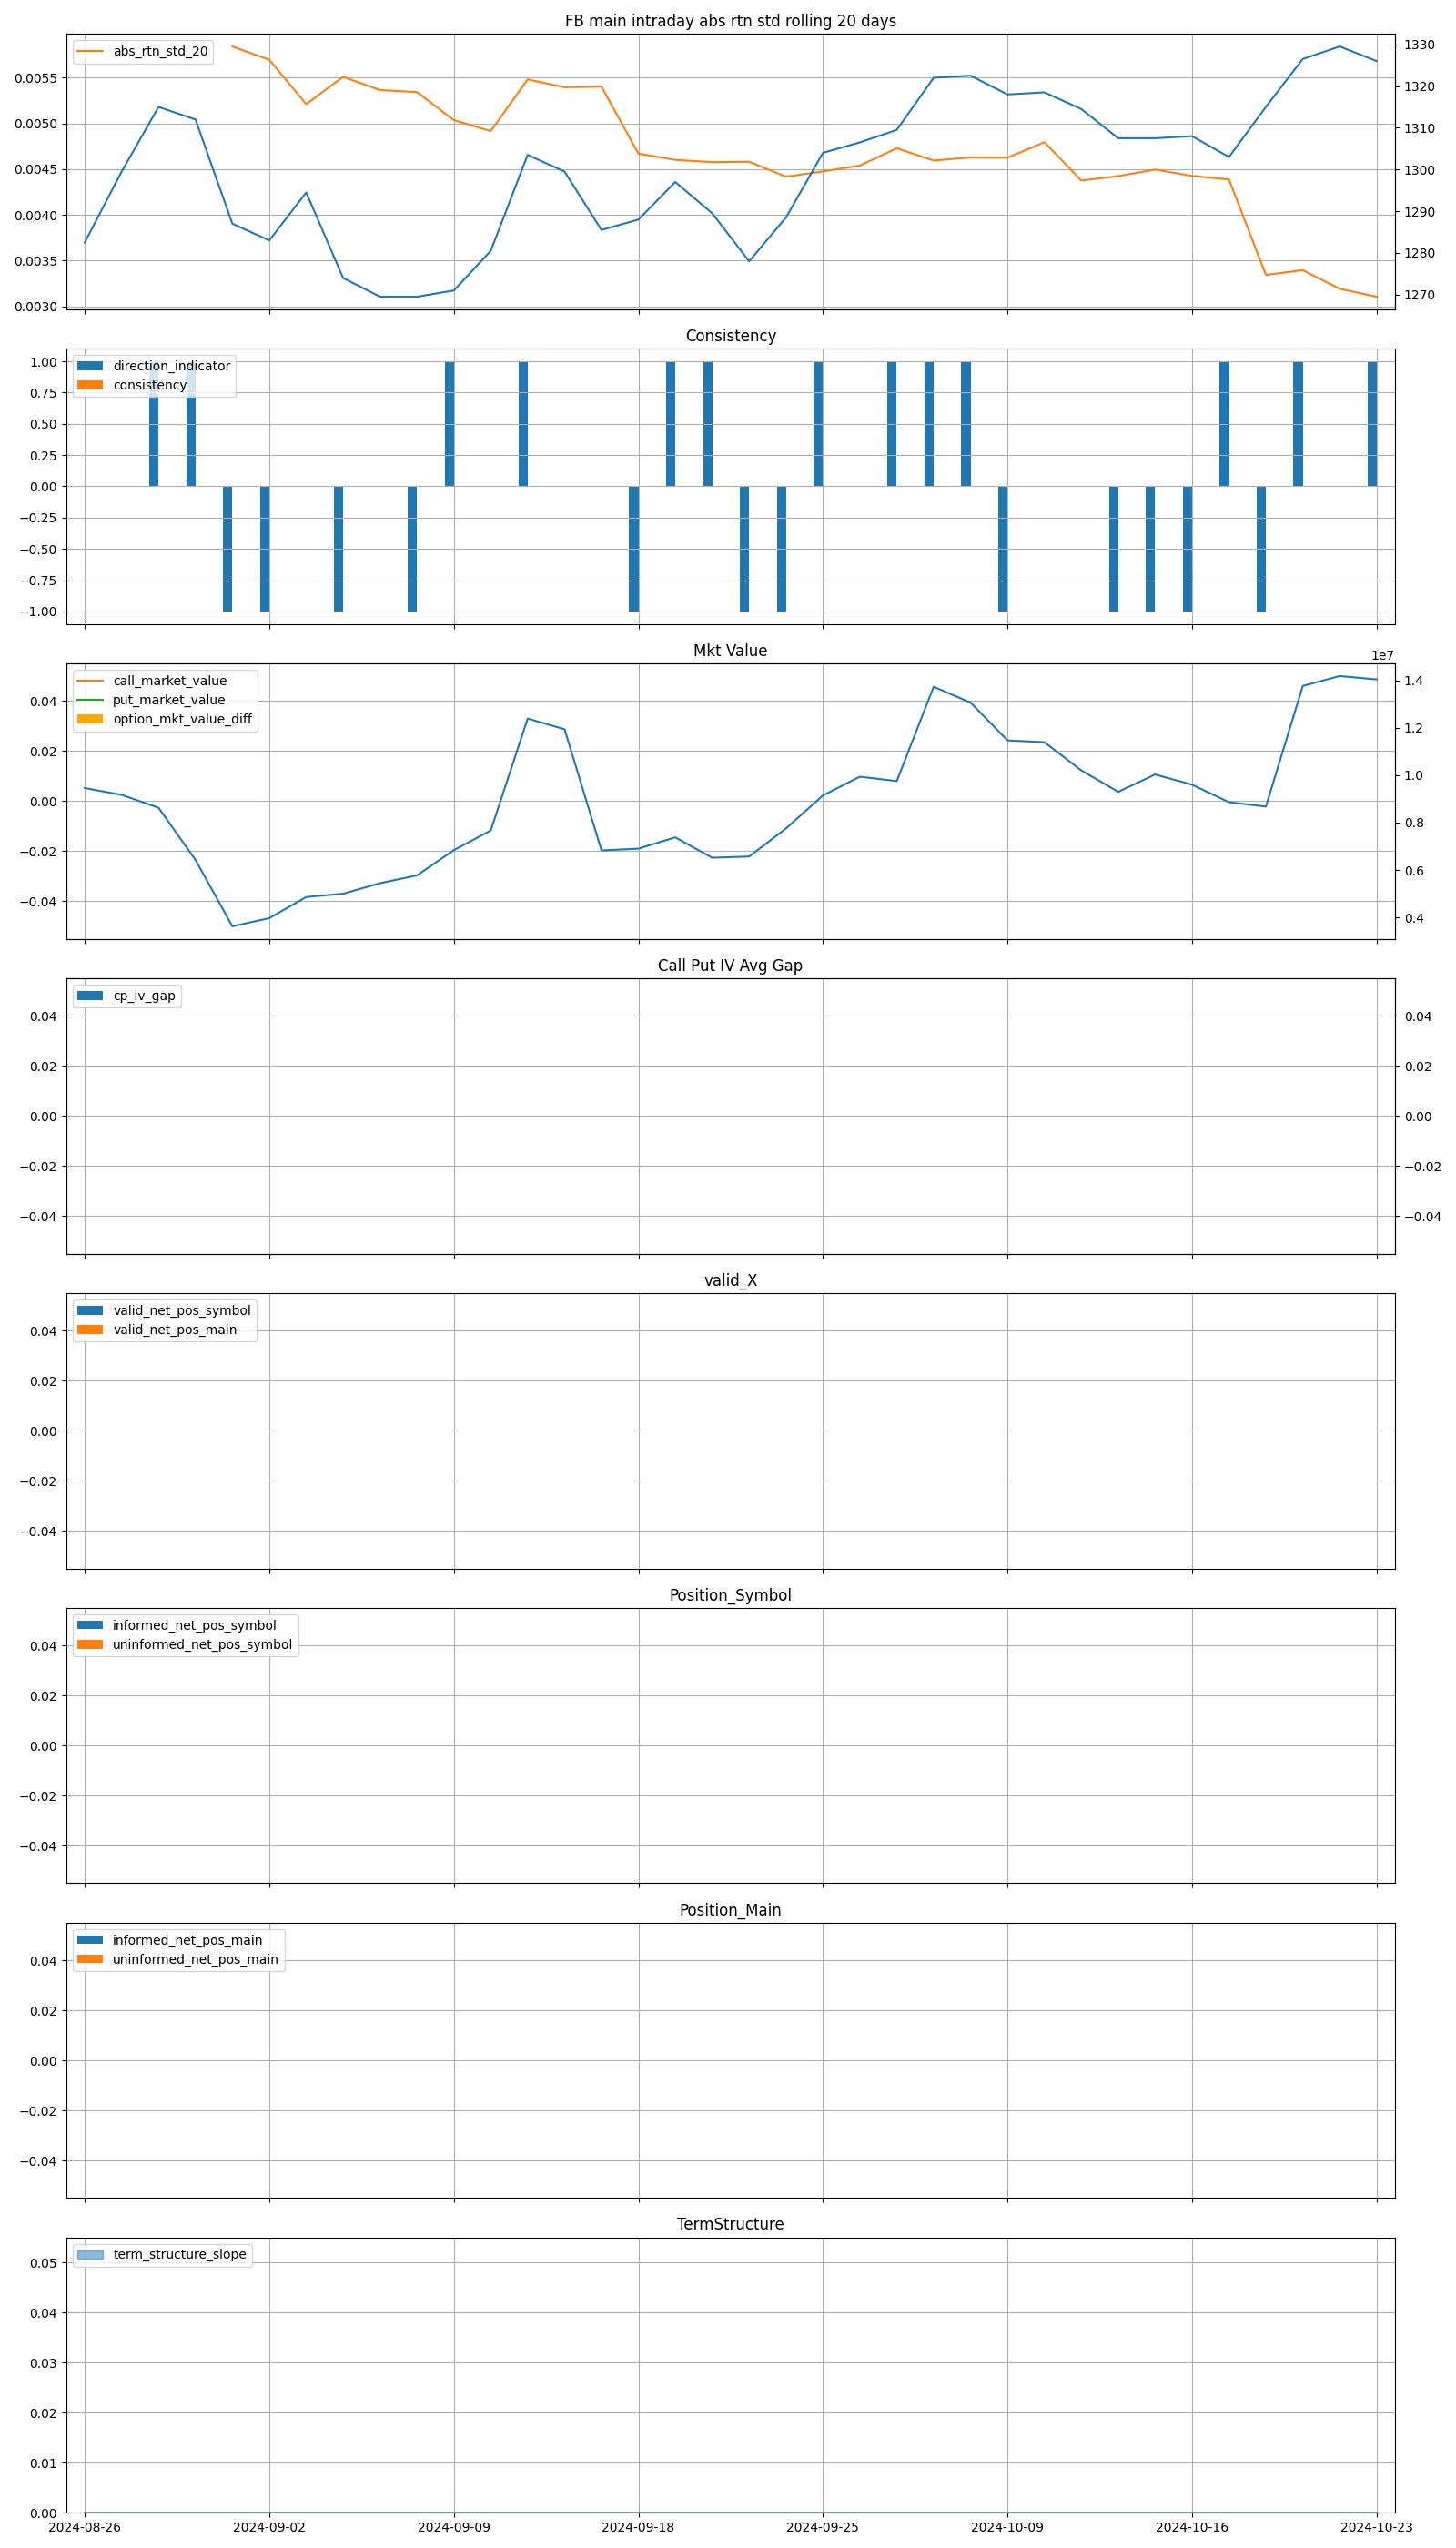 FB main intraday abs rtn std rolling 20 days
abs_rtn_std_20
0.0055
0.0050
0.0045
0.0040
0.0035
0.0030
1330
1320
1310
1300
1290
1280
1270
Consistency
direction_indicator
consistency
1.00
0.75
0.50
0.25
0.00
−0.25
−0.50
−0.75
−1.00
Mkt Value
1e7
call_market_value
put_market_value
option_mkt_value_diff
0.04
0.02
0.00
−0.02
−0.04
1.4
1.2
1.0
0.8
0.6
0.4
Call Put IV Avg Gap
cp_iv_gap
0.04
0.02
0.00
−0.02
−0.04
0.04
0.02
0.00
−0.02
−0.04
valid_X
valid_net_pos_symbol
valid_net_pos_main
0.04
0.02
0.00
−0.02
−0.04
Position_Symbol
informed_net_pos_symbol
uninformed_net_pos_symbol
0.04
0.02
0.00
−0.02
−0.04
Position_Main
informed_net_pos_main
uninformed_net_pos_main
0.04
0.02
0.00
−0.02
−0.04
TermStructure
term_structure_slope
0.05
0.04
0.03
0.02
0.01
0.00
2024-08-26 2024-09-02 2024-09-09 2024-09-18 2024-09-25 2024-10-09 2024-10-16 2024-10-23